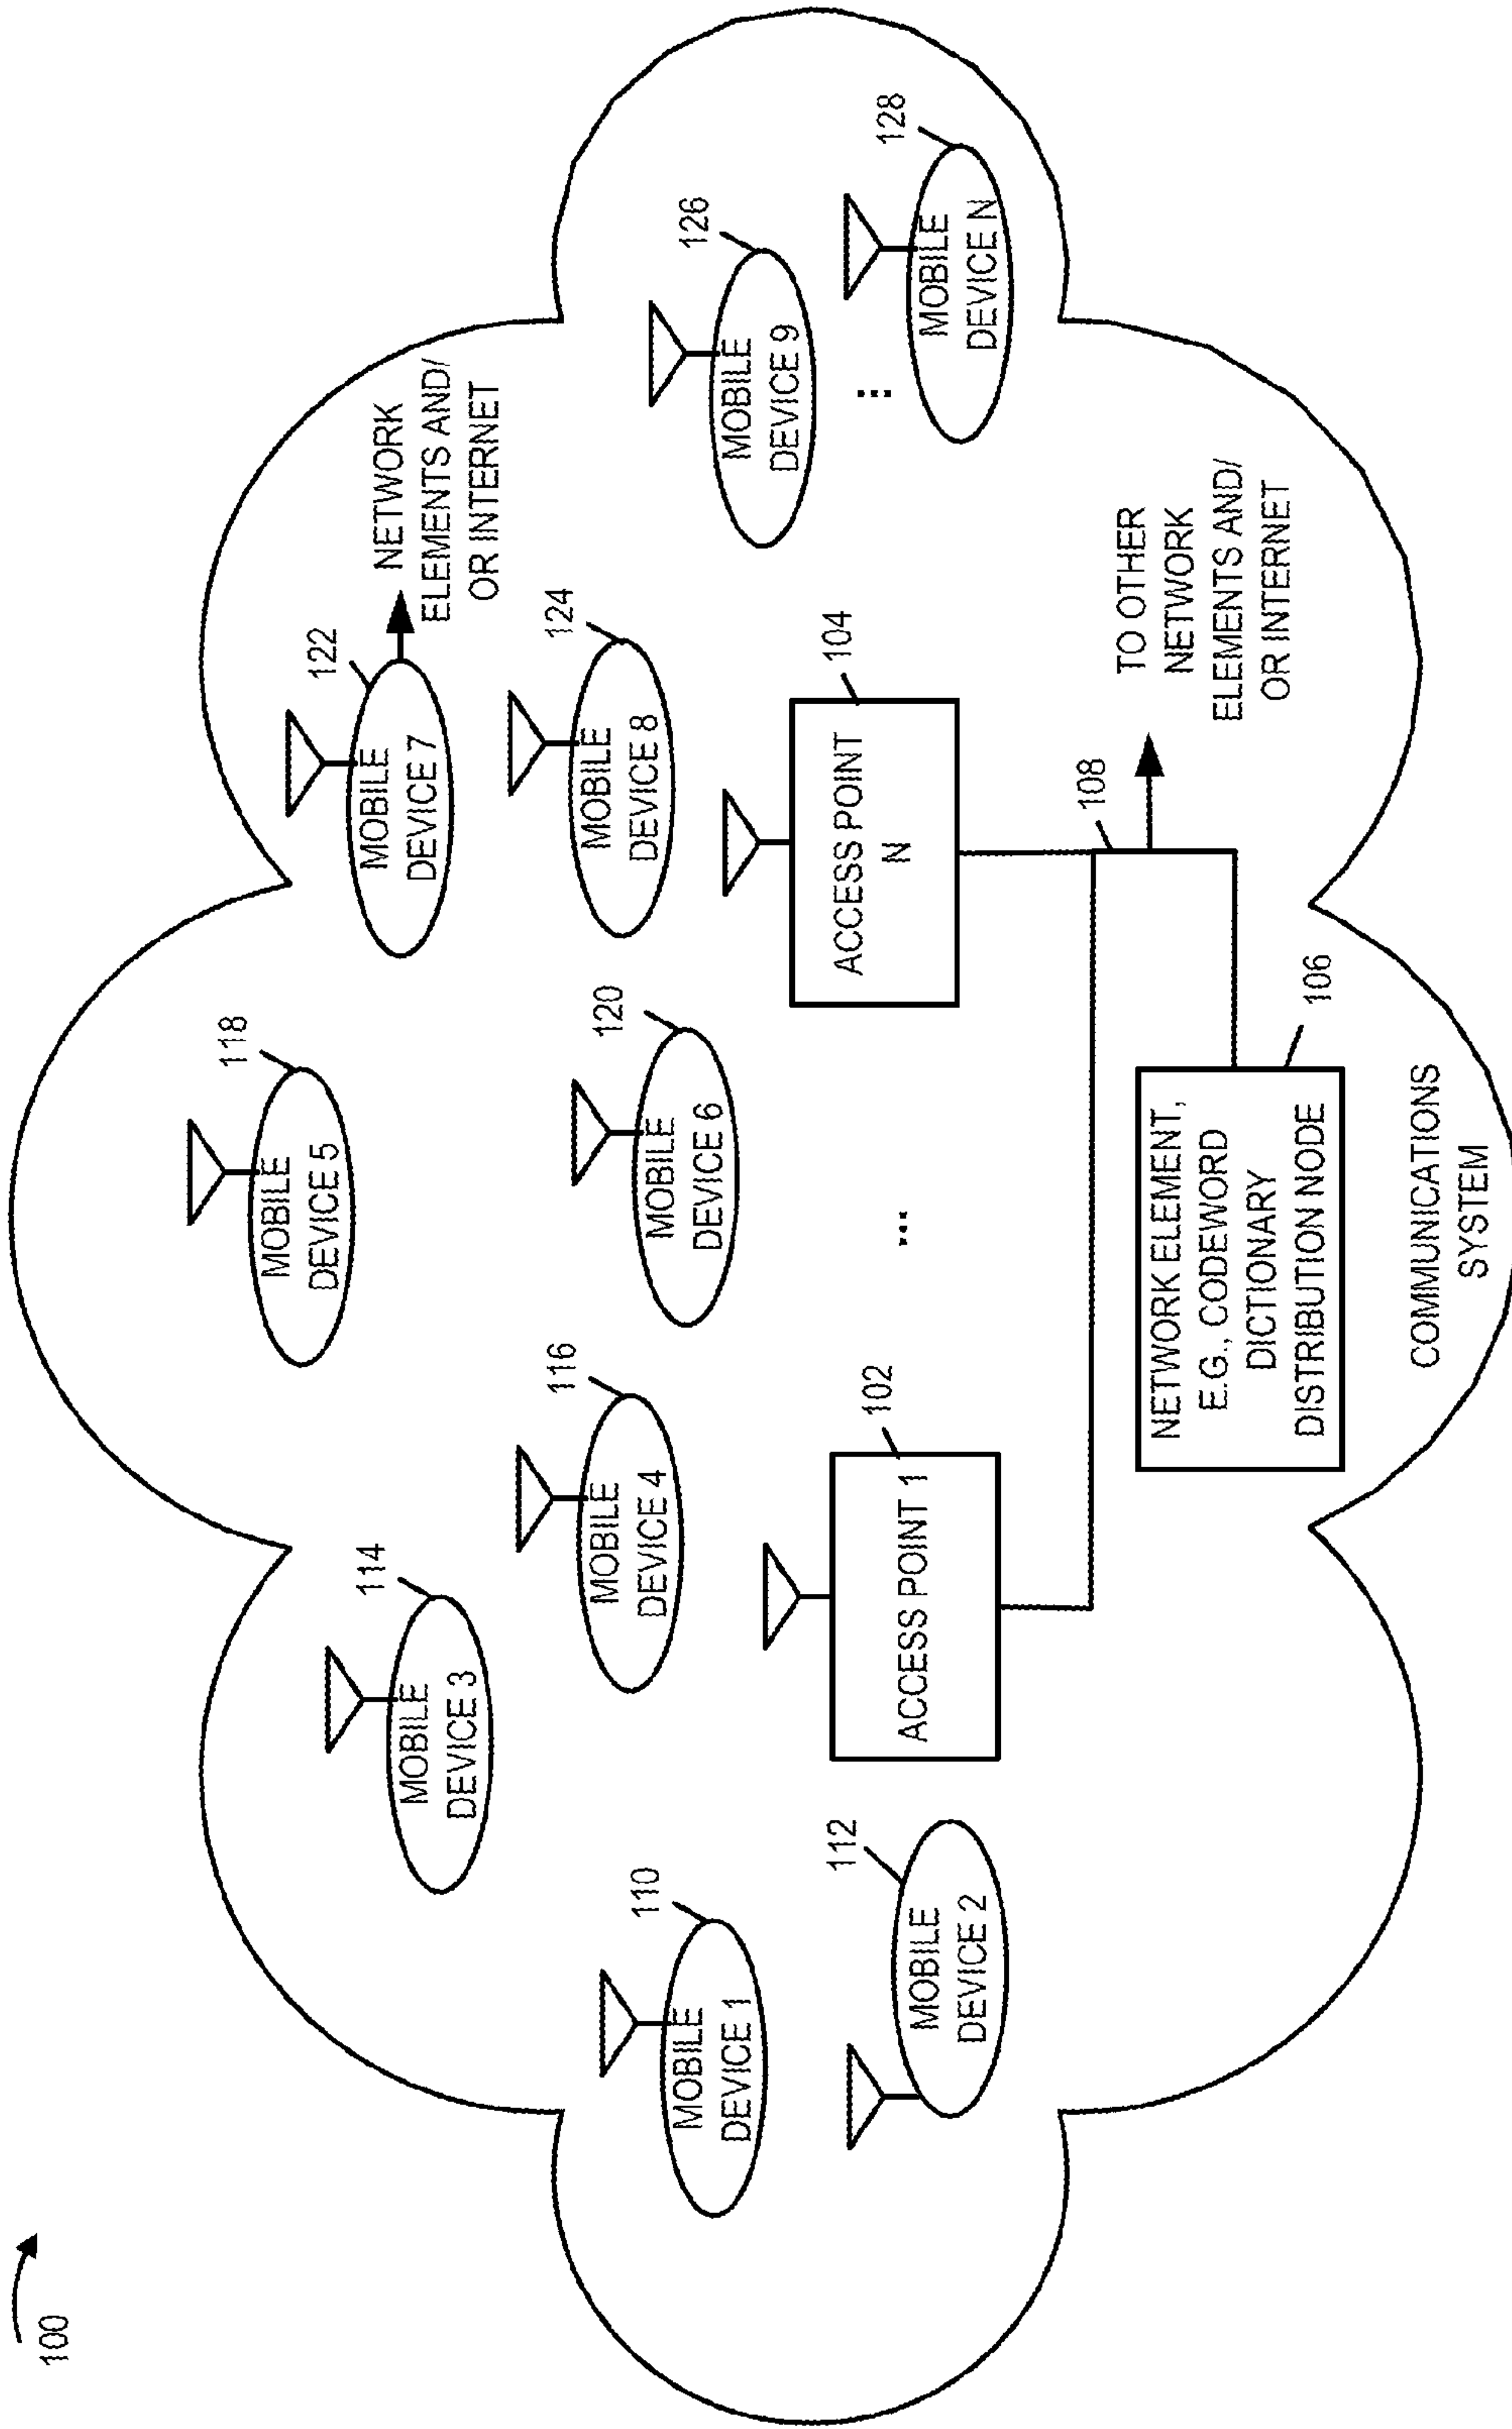 100
118
MOBILE
DEVICE 5
114
MOBILE
DEVICE 3
122
MOBILE
DEVICE 7
NETWORK
ELEMENTS AND/
OR INTERNET
116
MOBILE
DEVICE 4
120
MOBILE
DEVICE 6
124
MOBILE
DEVICE 8
110
MOBILE
DEVICE 1
126
MOBILE
DEVICE 9
...
112
MOBILE
DEVICE 2
102
ACCESS POINT 1
...
104
ACCESS POINT
N
128
MOBILE
DEVICE N
108
TO OTHER
NETWORK
ELEMENTS AND/
OR INTERNET
106
NETWORK ELEMENT,
E.G., CODEWORD
DICTIONARY
DISTRIBUTION NODE
COMMUNICATIONS
SYSTEM